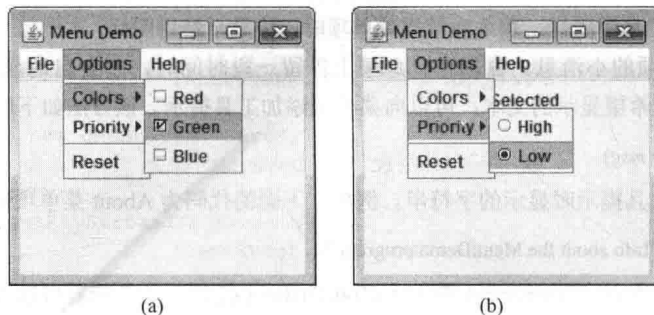 Menu Demo
File Options Help
Colors
Red
Priority
Green
Reset
Blue
(a)
Menu Demo
File Options Help
Colors
Selected
Priority
High
Reset
Low
(b)